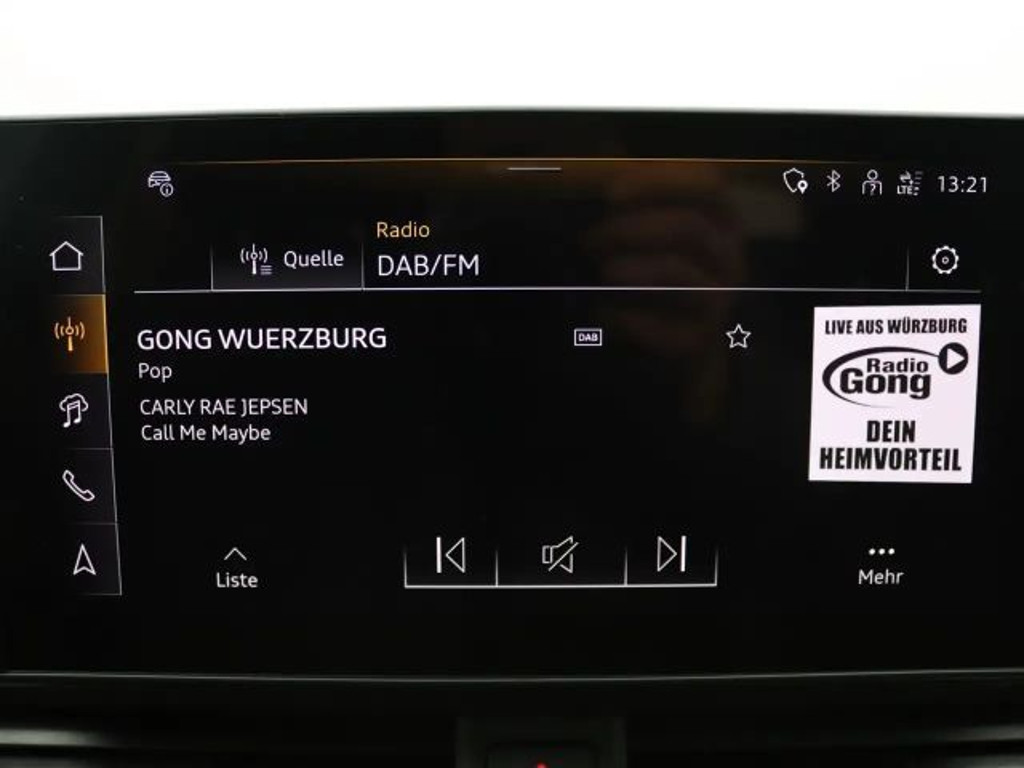 LTE
13:21
Radio
Quelle
DAB/FM
GONG WUERZBURG
DAB
Pop
CARLY RAE JEPSEN
Call Me Maybe
LIVE AUS WÜRZBURG
Radio
Gong
DEIN
HEIMVORTEIL
Liste
Mehr